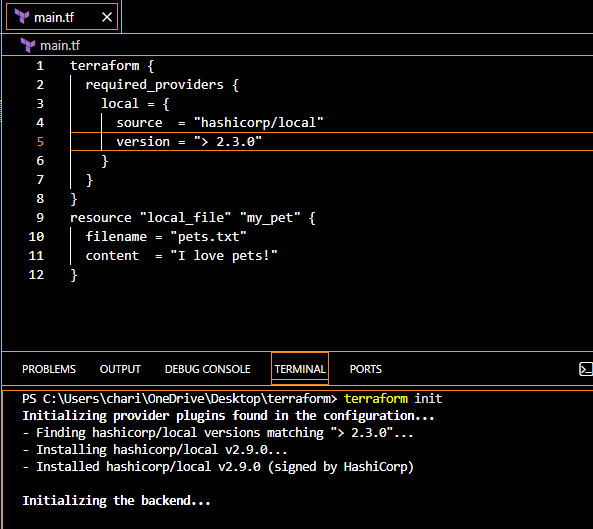 main.tf
main.tf
1 terraform {
2 required_providers {
3 local = {
4 source  = "hashicorp/local"
5 version = "> 2.3.0"
6 }
7 }
8 }
9 resource "local_file" "my_pet" {
10 filename = "pets.txt"
11 content  = "I love pets!"
12 }
PROBLEMS OUTPUT DEBUG CONSOLE TERMINAL PORTS
PS C:\Users\chari\OneDrive\Desktop\terraform> terraform init
Initializing provider plugins found in the configuration...
- Finding hashicorp/local versions matching "> 2.3.0"...
- Installing hashicorp/local v2.9.0...
- Installed hashicorp/local v2.9.0 (signed by HashiCorp)
Initializing the backend...